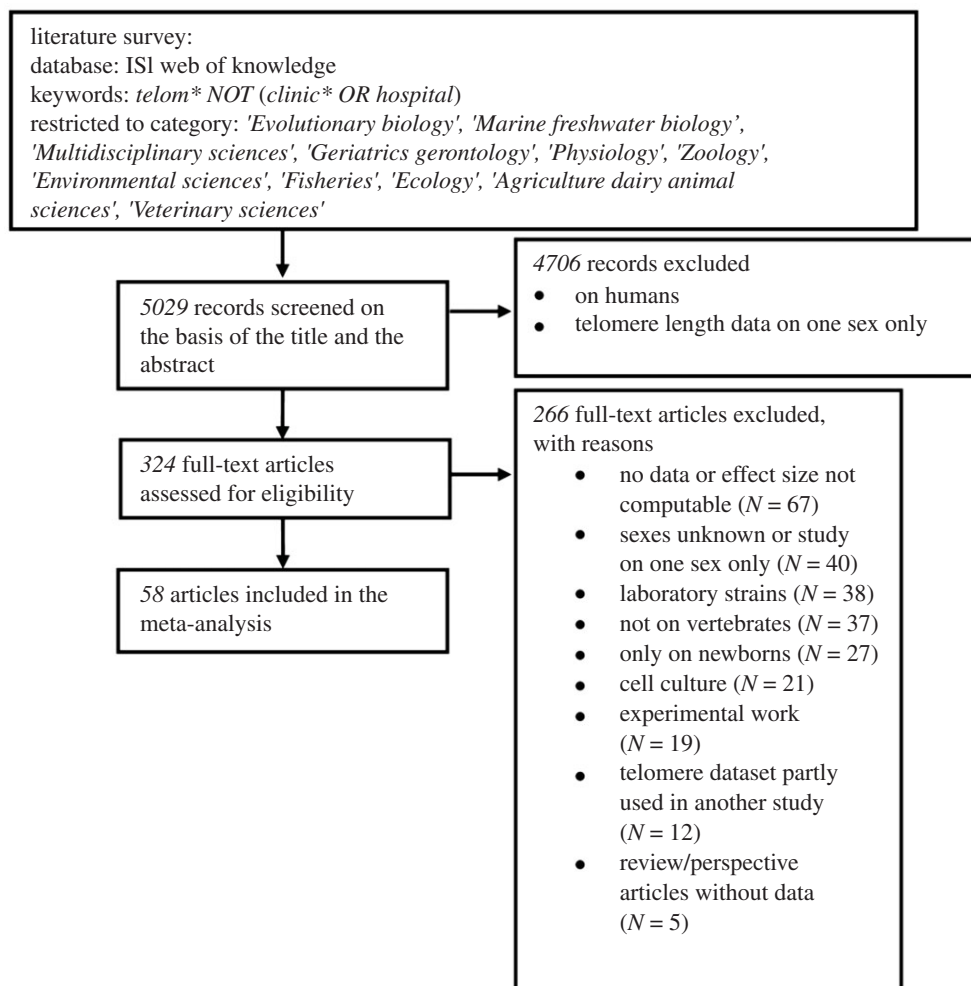 literature survey:
database: ISl web of knowledge
keywords: telom* NOT (clinic* OR hospital)
restricted to category: 'Evolutionary biology', 'Marine freshwater biology’,
'Multidisciplinary sciences', 'Geriatrics gerontology', 'Physiology', 'Zoology',
'Environmental sciences', 'Fisheries', 'Ecology', 'Agriculture dairy animal
sciences', 'Veterinary sciences'
5029 records screened on
the basis of the title and the
abstract
4706 records excluded
• on humans
• telomere length data on one sex only
324 full-text articles
assessed for eligibility
266 full-text articles excluded,
with reasons
• no data or effect size not
computable (N = 67)
• sexes unknown or study
on one sex only (N = 40)
• laboratory strains (N = 38)
• not on vertebrates (N = 37)
• only on newborns (N = 27)
• cell culture (N = 21)
• experimental work
(N = 19)
• telomere dataset partly
used in another study
(N = 12)
• review/perspective
articles without data
(N = 5)
58 articles included in the
meta-analysis